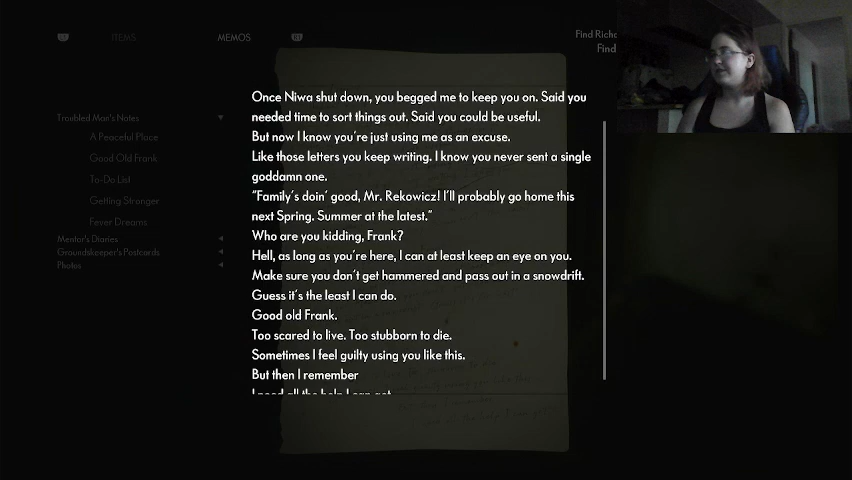 ITEMS
MEMOS
Find Richa
Find
Troubled Man's Notes
A Peaceful Place
Good Old Frank
To-Do List
Getting Stronger
Fever Dreams
Mentor's Diaries
Groundskeeper's Postcards
Photos
Once Niwa shut down, you begged me to keep you on. Said you
needed time to sort things out. Said you could be useful.
But now I know you're just using me as an excuse.
Like those letters you keep writing. I know you never sent a single
goddamn one.
"Family's doin' good, Mr. Rekowicz! I'll probably go home this
next Spring. Summer at the latest."
Who are you kidding, Frank?
Hell, as long as you're here, I can at least keep an eye on you.
Make sure you don't get hammered and pass out in a snowdrift.
Guess it's the least I can do.
Good old Frank.
Too scared to live. Too stubborn to die.
Sometimes I feel guilty using you like this.
But then I remember
I need all the help I can get